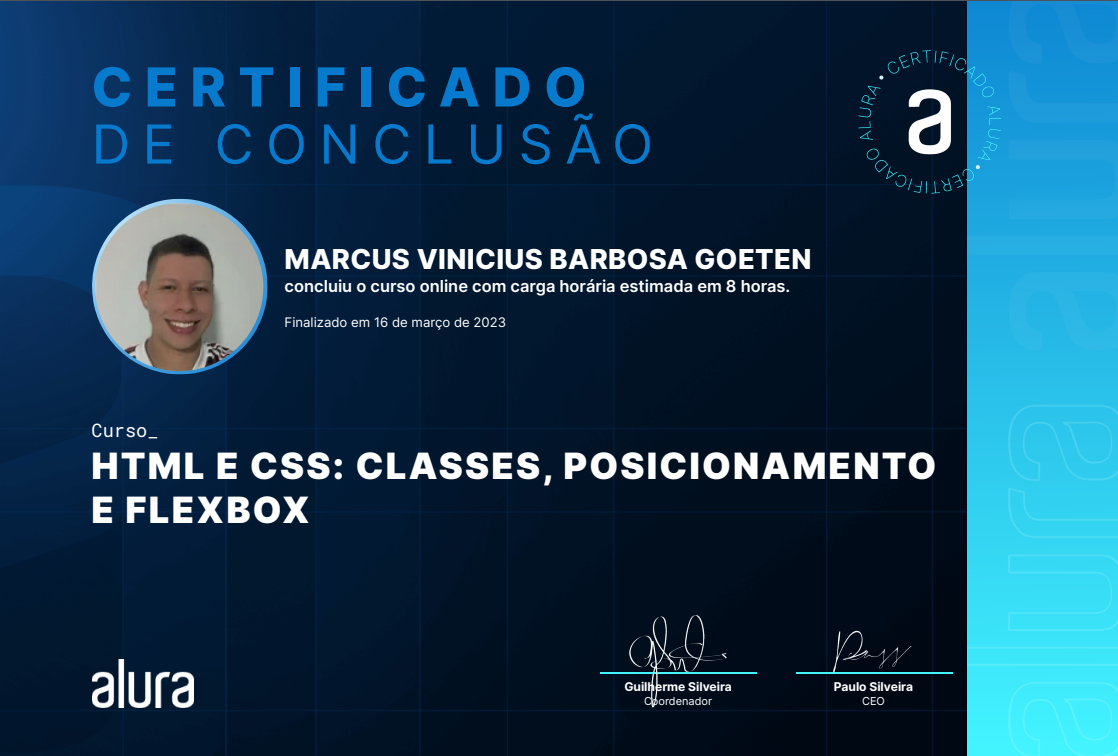 CERTIFICADO
DE CONCLUSÃO
CERTIFICADO ALURA • CERTIFICADO ALURA •
a
MARCUS VINICIUS BARBOSA GOETEN
concluiu o curso online com carga horária estimada em 8 horas.
Finalizado em 16 de março de 2023
Curso_
HTML E CSS: CLASSES, POSICIONAMENTO
E FLEXBOX
alura
Guilherme Silveira
Coordenador
Paulo Silveira
CEO
alura alura